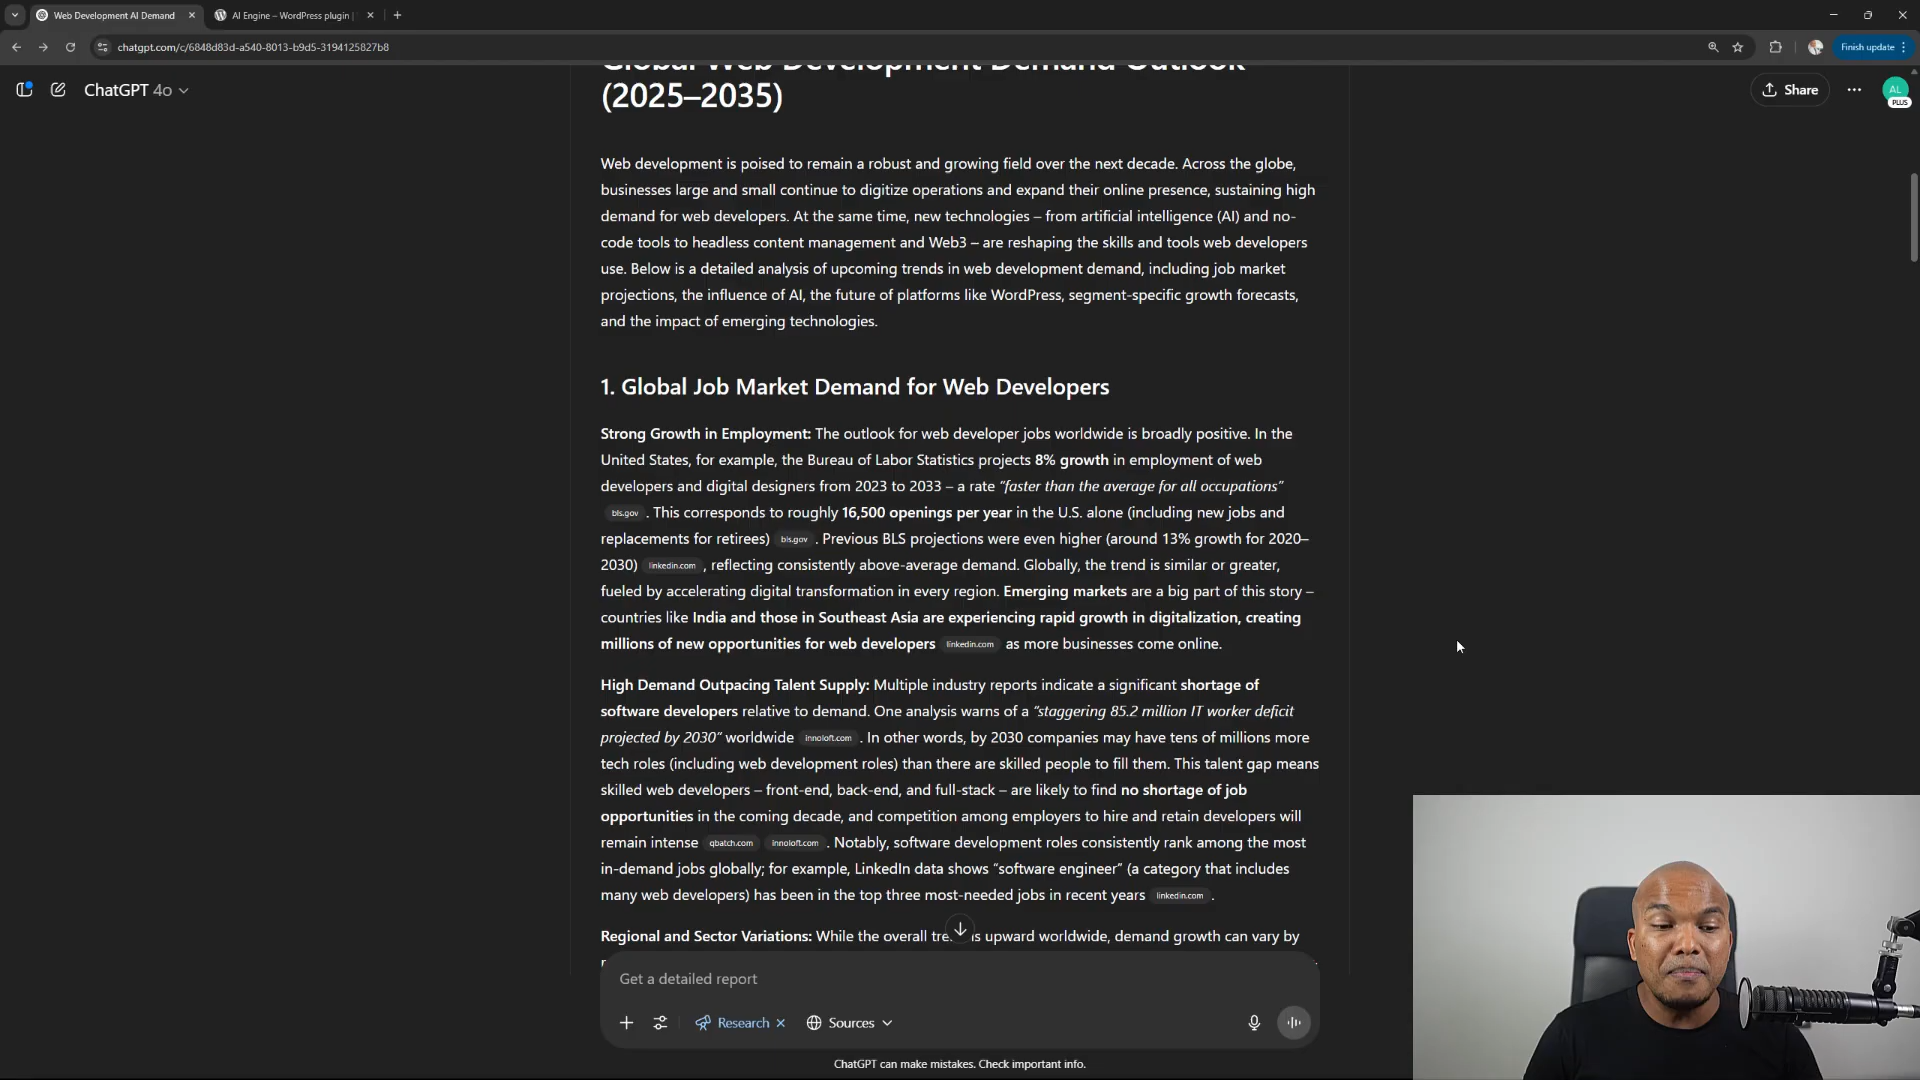 Web Development AI Demand
AI Engine – WordPress plugin |
chatgpt.com/c/6848d83d-a540-8013-b9d5-3194125827b8
Finish update
ChatGPT 4o
Share
AL
PLUS
Global Web Development Demand Outlook
(2025–2035)
Web development is poised to remain a robust and growing field over the next decade. Across the globe,
businesses large and small continue to digitize operations and expand their online presence, sustaining high
demand for web developers. At the same time, new technologies – from artificial intelligence (AI) and no-
code tools to headless content management and Web3 – are reshaping the skills and tools web developers
use. Below is a detailed analysis of upcoming trends in web development demand, including job market
projections, the influence of AI, the future of platforms like WordPress, segment-specific growth forecasts,
and the impact of emerging technologies.
1. Global Job Market Demand for Web Developers
Strong Growth in Employment: The outlook for web developer jobs worldwide is broadly positive. In the
United States, for example, the Bureau of Labor Statistics projects 8% growth in employment of web
developers and digital designers from 2023 to 2033 – a rate “faster than the average for all occupations”
bls.gov . This corresponds to roughly 16,500 openings per year in the U.S. alone (including new jobs and
replacements for retirees) bls.gov . Previous BLS projections were even higher (around 13% growth for 2020–
2030) linkedin.com , reflecting consistently above-average demand. Globally, the trend is similar or greater,
fueled by accelerating digital transformation in every region. Emerging markets are a big part of this story –
countries like India and those in Southeast Asia are experiencing rapid growth in digitalization, creating
millions of new opportunities for web developers linkedin.com as more businesses come online.
High Demand Outpacing Talent Supply: Multiple industry reports indicate a significant shortage of
software developers relative to demand. One analysis warns of a “staggering 85.2 million IT worker deficit
projected by 2030” worldwide innoloft.com . In other words, by 2030 companies may have tens of millions more
tech roles (including web development roles) than there are skilled people to fill them. This talent gap means
skilled web developers – front-end, back-end, and full-stack – are likely to find no shortage of job
opportunities in the coming decade, and competition among employers to hire and retain developers will
remain intense qbatch.com innoloft.com . Notably, software development roles consistently rank among the most
in-demand jobs globally; for example, LinkedIn data shows “software engineer” (a category that includes
many web developers) has been in the top three most-needed jobs in recent years linkedin.com .
Regional and Sector Variations: While the overall upward worldwide, demand growth can vary by
Get a detailed report
Research
Sources
ChatGPT can make mistakes. Check important info.